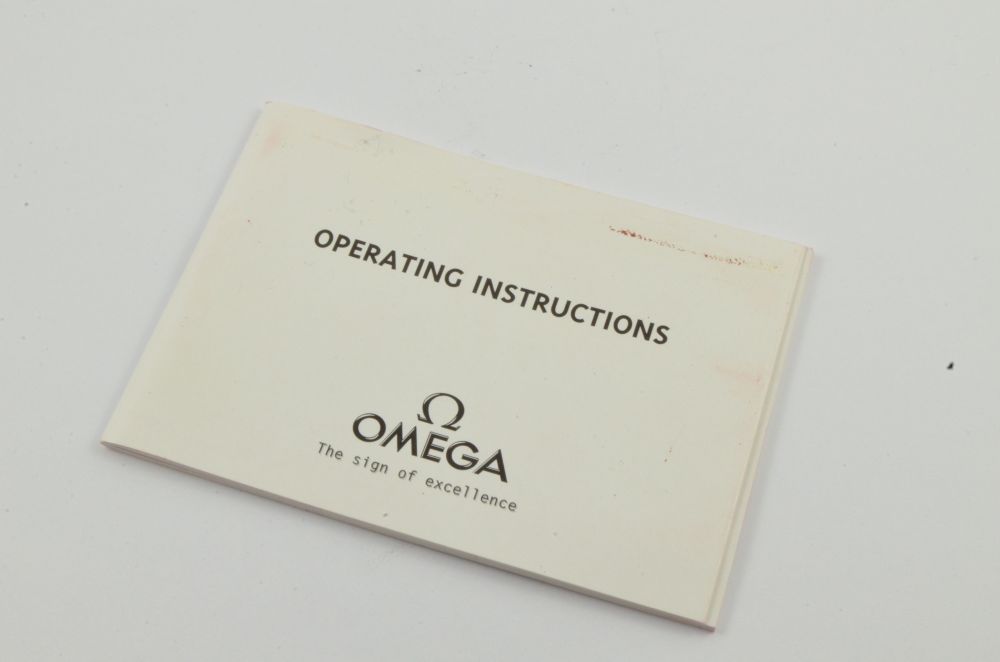 OPERATING INSTRUCTIONS
Ω
OMEGA
The sign of excellence